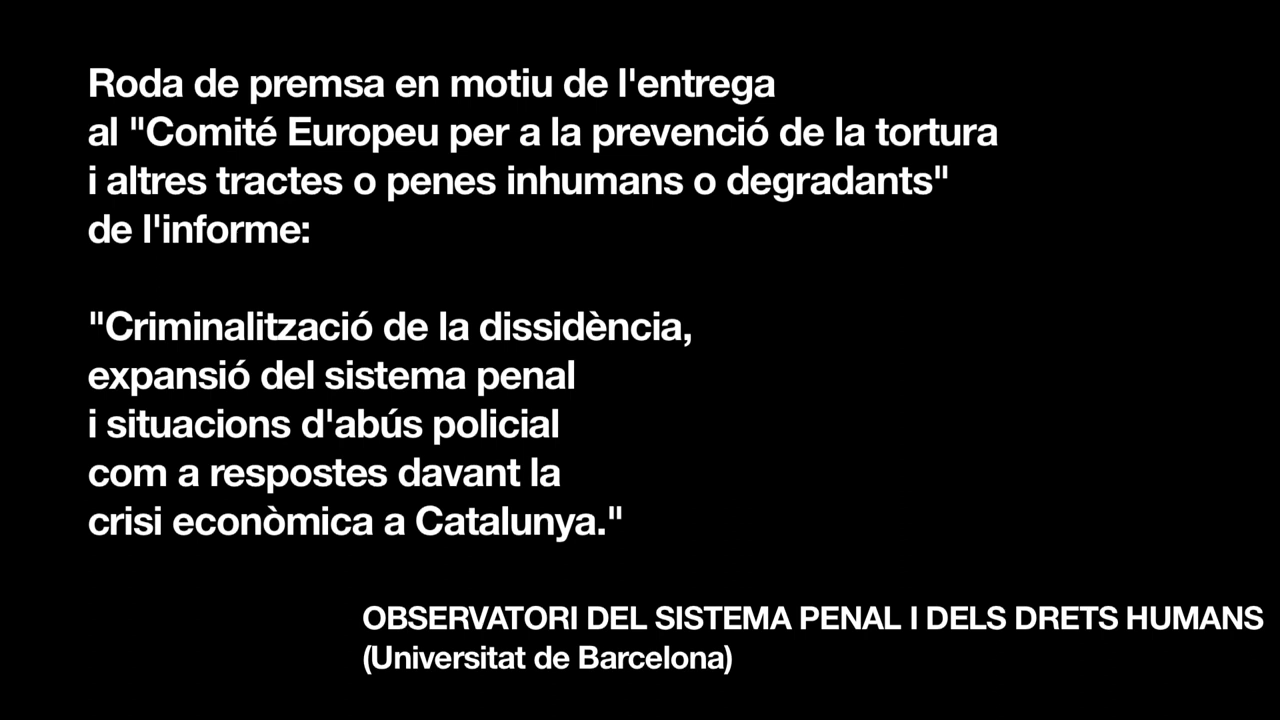 Roda de premsa en motiu de l'entrega
al "Comité Europeu per a la prevenció de la tortura
i altres tractes o penes inhumans o degradants"
de l'informe:
"Criminalització de la dissidència,
expansió del sistema penal
i situacions d'abús policial
com a respostes davant la
crisi econòmica a Catalunya."
OBSERVATORI DEL SISTEMA PENAL I DELS DRETS HUMANS
(Universitat de Barcelona)